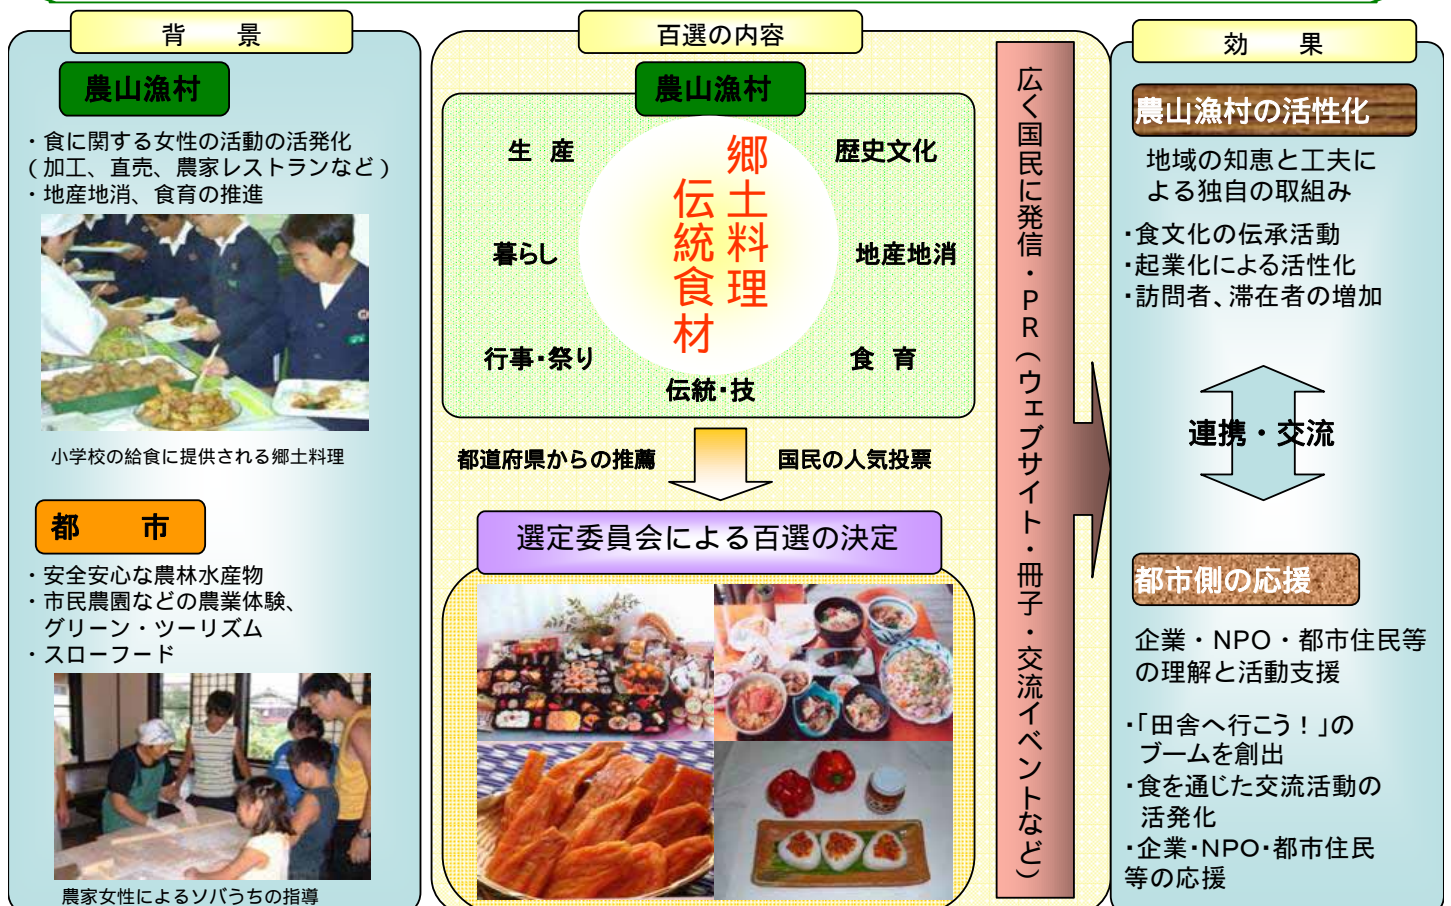 背　景
農山漁村
・食に関する女性の活動の活発化
(加工、直売、農家レストランなど)
・地産地消、食育の推進
小学校の給食に提供される郷土料理
都　市
・安全安心な農林水産物
・市民農園などの農業体験、
グリーン・ツーリズム
・スローフード
農家女性によるソバうちの指導
百選の内容
農山漁村
郷土料理
伝統食材
生 産
歴史文化
暮らし
地産地消
行事・祭り
食 育
伝統・技
都道府県からの推薦
国民の人気投票
選定委員会による百選の決定
広く国民に発信・PR(ウェブサイト・冊子・交流イベントなど)
効　果
農山漁村の活性化
地域の知恵と工夫に
よる独自の取組み
・食文化の伝承活動
・起業化による活性化
・訪問者、滞在者の増加
連携・交流
都市側の応援
企業・NPO・都市住民等
の理解と活動支援
・「田舎へ行こう！」の
ブームを創出
・食を通じた交流活動の
活発化
・企業・NPO・都市住民
等の応援